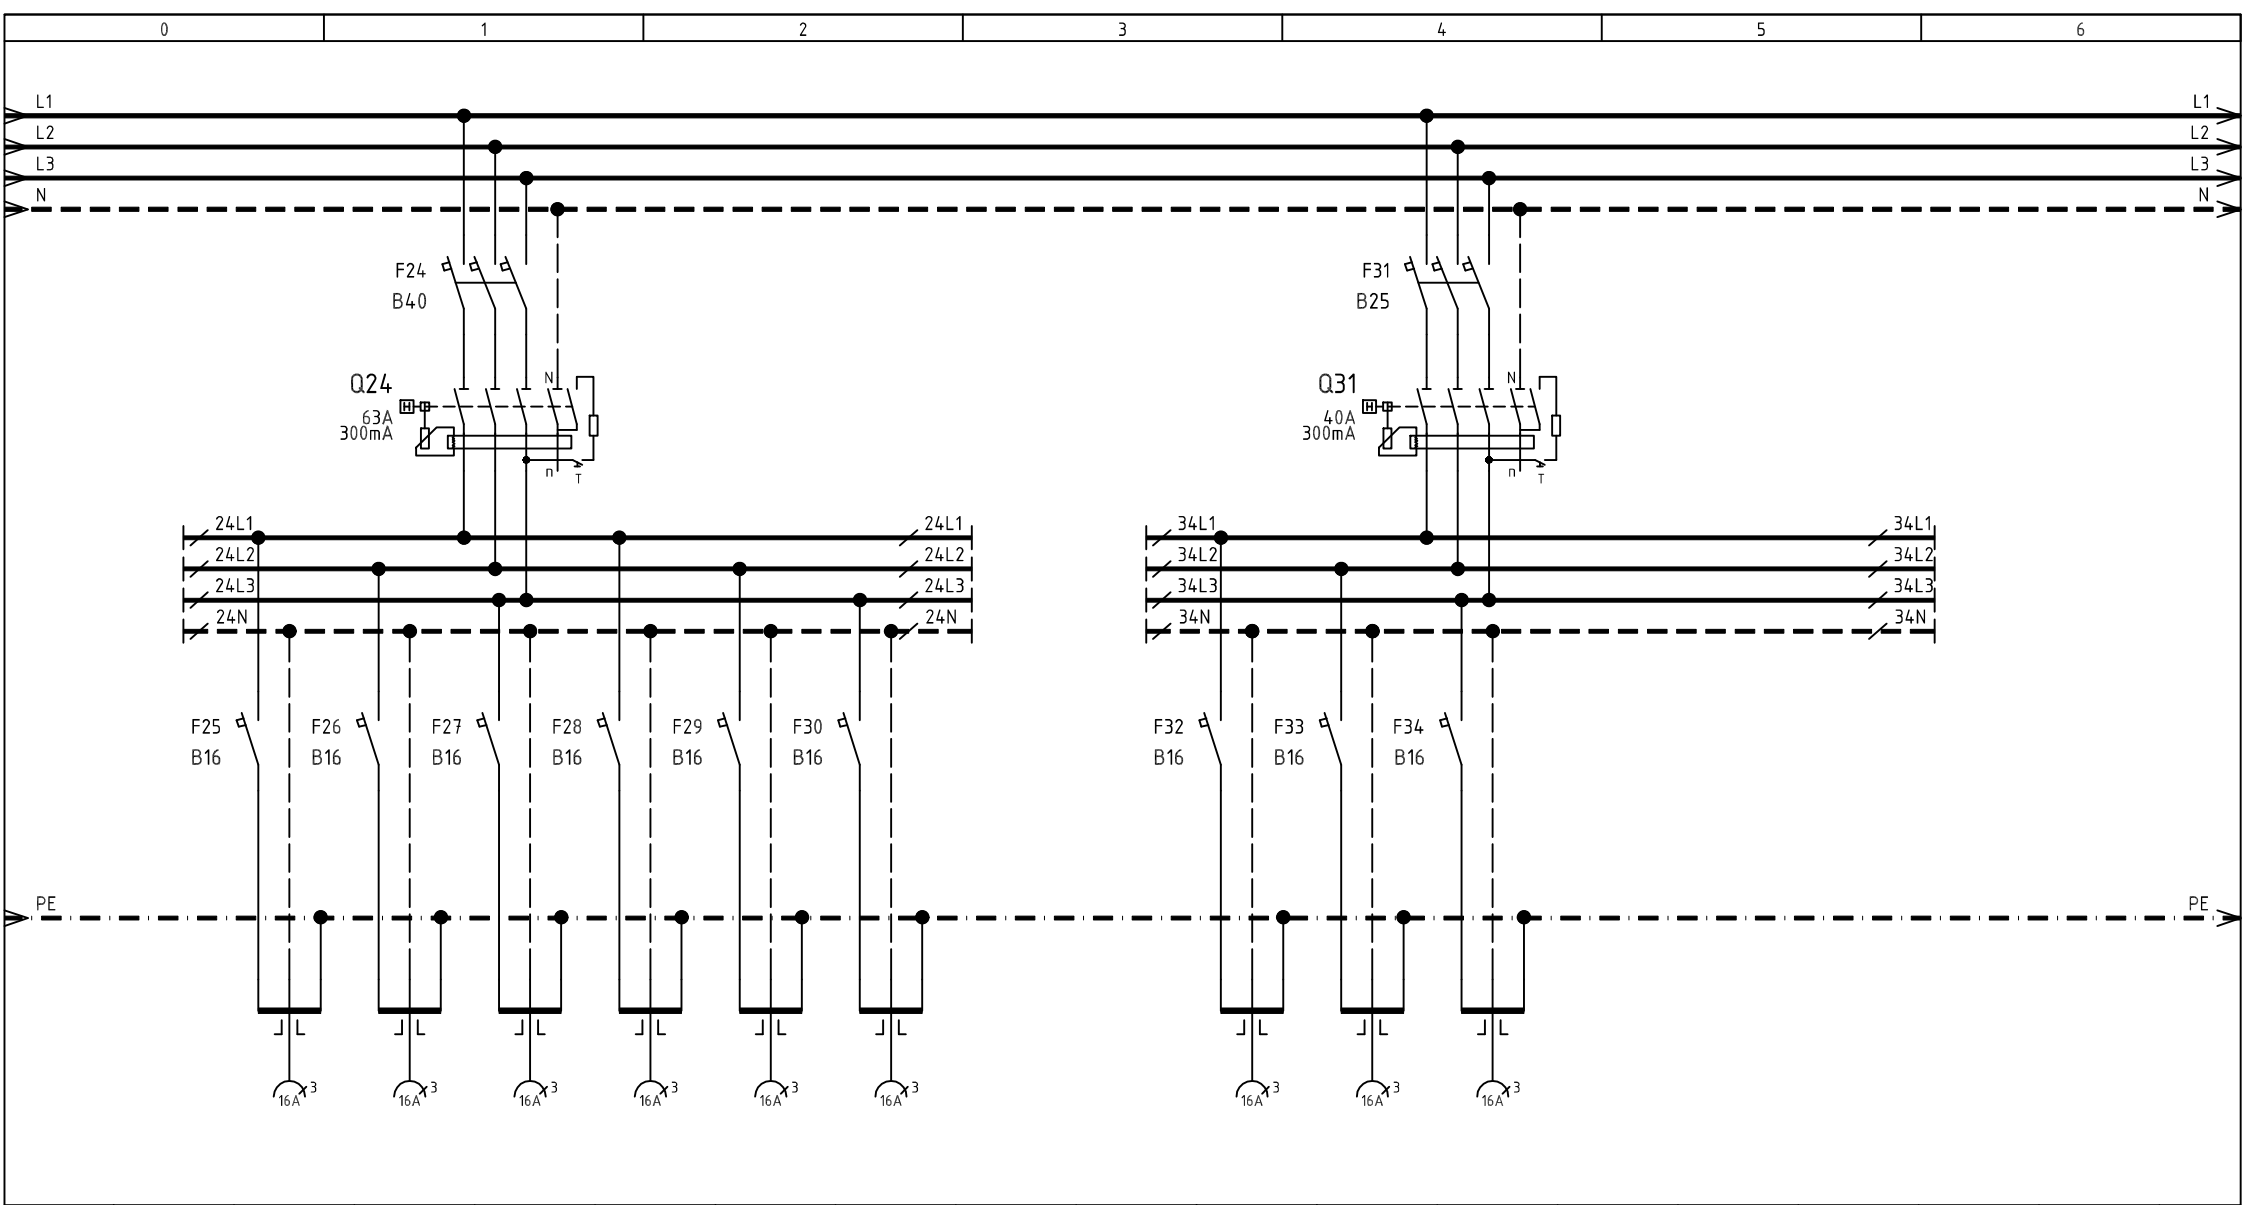 0 1 2 3 4 5 6
L1 L1
L2 L2
L3 L3
N N
F24 F31
B40 B25
Q24 N Q31 N
63A 40A
300mA 300mA
n T n T
24L1 24L1 34L1 34L1
24L2 24L2 34L2 34L2
24L3 24L3 34L3 34L3
24N 24N 34N 34N
F25 F26 F27 F28 F29 F30 F32 F33 F34
B16 B16 B16 B16 B16 B16 B16 B16 B16
PE PE
3 3 3 3 3 3 3 3 3
16A 16A 16A 16A 16A 16A 16A 16A 16A